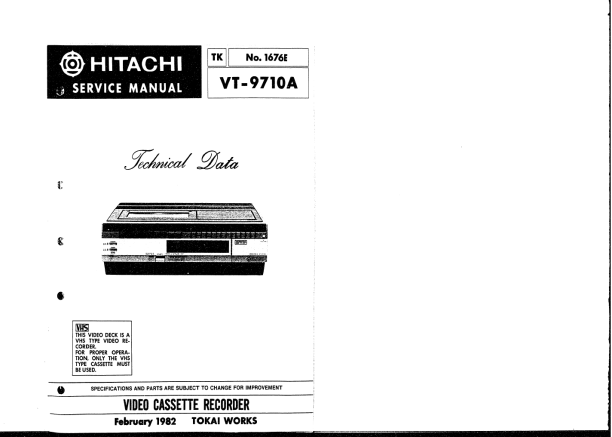 HITACHI
SERVICE MANUAL
TK
No. 1676E
VT-9710A
Technical Data
VHS
THIS VIDEO DECK IS A
VHS TYPE VIDEO RE-
CORDER.
FOR PROPER OPERA-
TION, ONLY THE VHS
TYPE CASSETTE MUST
BE USED.
SPECIFICATIONS AND PARTS ARE SUBJECT TO CHANGE FOR IMPROVEMENT
VIDEO CASSETTE RECORDER
February 1982 TOKAI WORKS